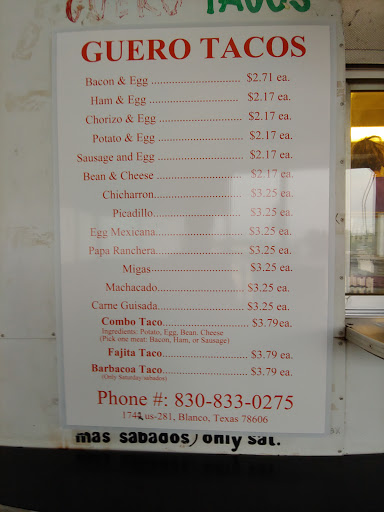 GUERO TACOS
GUERO TACOS
Bacon & Egg ........................... $2.71 ea.
Ham & Egg ........................... $2.17 ea.
Chorizo & Egg ......................... $2.17 ea.
Potato & Egg .......................... $2.17 ea.
Sausage and Egg ....................... $2.17 ea.
Bean & Cheese ......................... $2.17 ea.
Chicharron............................ $3.25 ea.
Picadillo............................. $3.25 ea.
Egg Mexicana.......................... $3.25 ea.
Papa Ranchera......................... $3.25 ea.
Migas........................... $3.25 ea.
Machacado......................... $3.25 ea.
Carne Guisada......................... $3.25 ea.
Combo Taco.......................... $3.79 ea.
Ingredients: Potato, Egg, Bean. Cheese
(Pick one meat: Bacon, Ham, or Sausage)
Fajita Taco.......................... $3.79 ea.
Barbacoa Taco......................... $3.79 ea.
(Only Saturday/sabados)
Phone #: 830-833-0275
us-281, Blanco, Texas 78606
mas sabados) only sat.